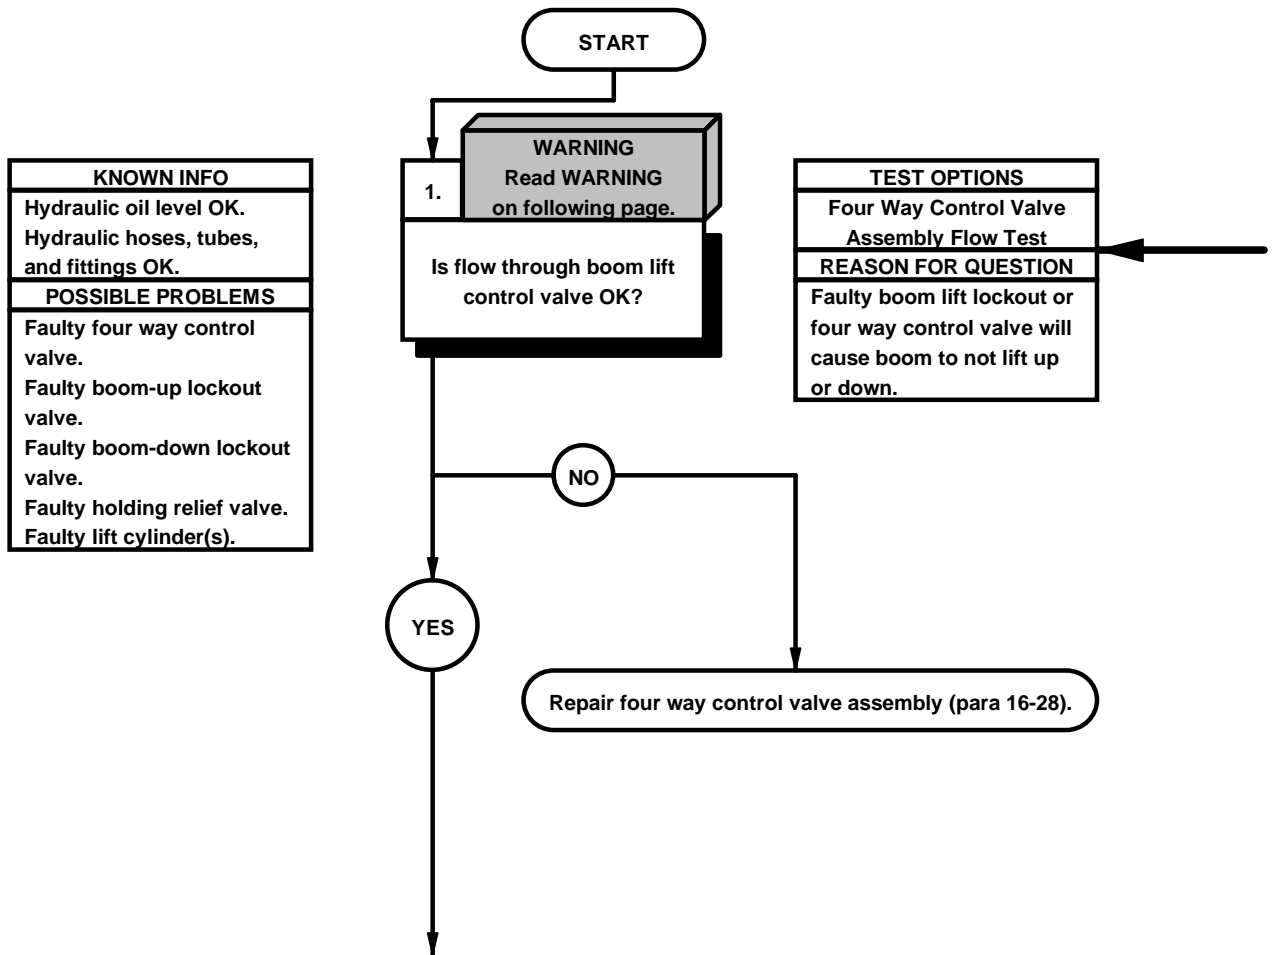 START
KNOWN INFO
Hydraulic oil level OK.
Hydraulic hoses, tubes,
and fittings OK.
POSSIBLE PROBLEMS
Faulty four way control
valve.
Faulty boom-up lockout
valve.
Faulty boom-down lockout
valve.
Faulty holding relief valve.
Faulty lift cylinder(s).
1.
WARNING
Read WARNING
on following page.
Is flow through boom lift
control valve OK?
TEST OPTIONS
Four Way Control Valve
Assembly Flow Test
REASON FOR QUESTION
Faulty boom lift lockout or
four way control valve will
cause boom to not lift up
or down.
NO
YES
Repair four way control valve assembly (para 16-28).